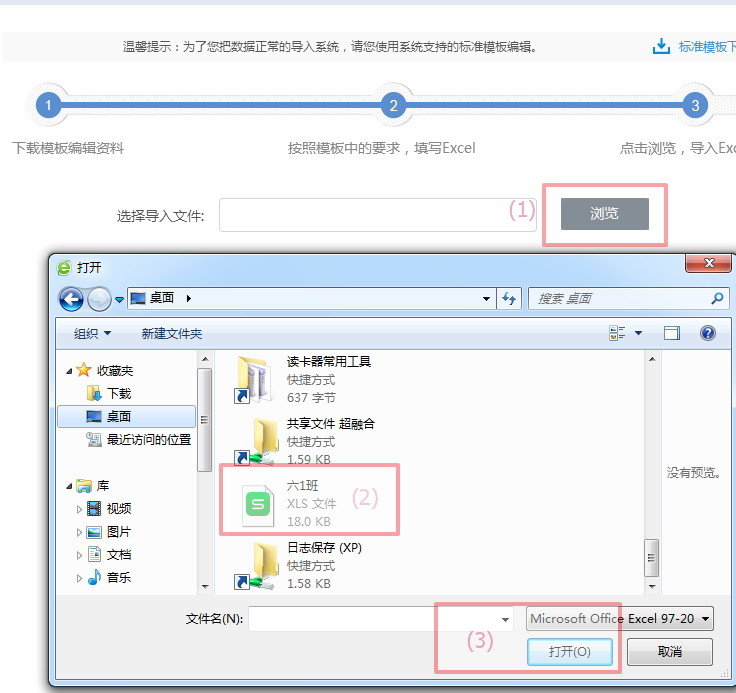 温馨提示：为了您把数据正常的导入系统，请您使用系统支持的标准模板编辑。
标准模板下
1
2
3
下载模板编辑资料
按照模板中的要求，填写Excel
点击浏览，导入Exc
选择导入文件:
(1)
浏览
打开
桌面
搜索 桌面
组织
新建文件夹
收藏夹
下载
桌面
最近访问的位置
库
视频
图片
文档
音乐
读卡器常用工具
快捷方式
637 字节
共享文件 超融合
快捷方式
1.59 KB
六1班
XLS 文件
18.0 KB
(2)
日志保存 (XP)
快捷方式
1.58 KB
没有预览。
文件名(N):
Microsoft Office Excel 97-20
(3)
打开(O)
取消